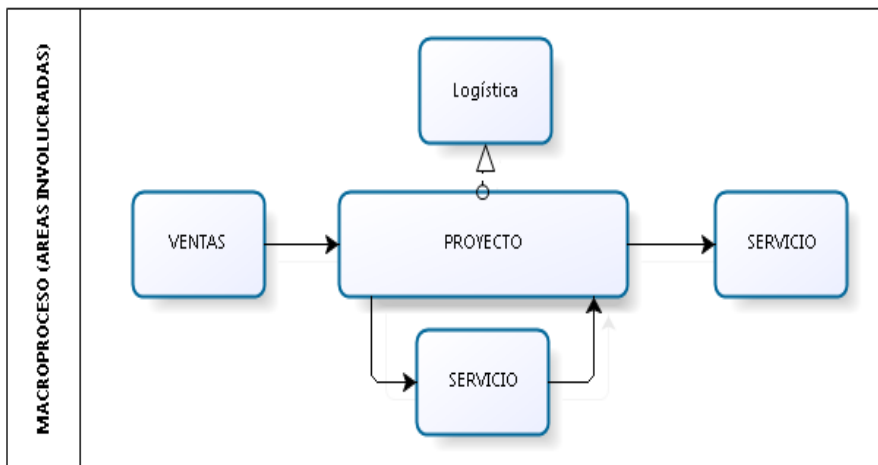 MACROPROCESO (AREAS INVOLUCRADAS)
Logística
VENTAS
PROYECTO
SERVICIO
SERVICIO